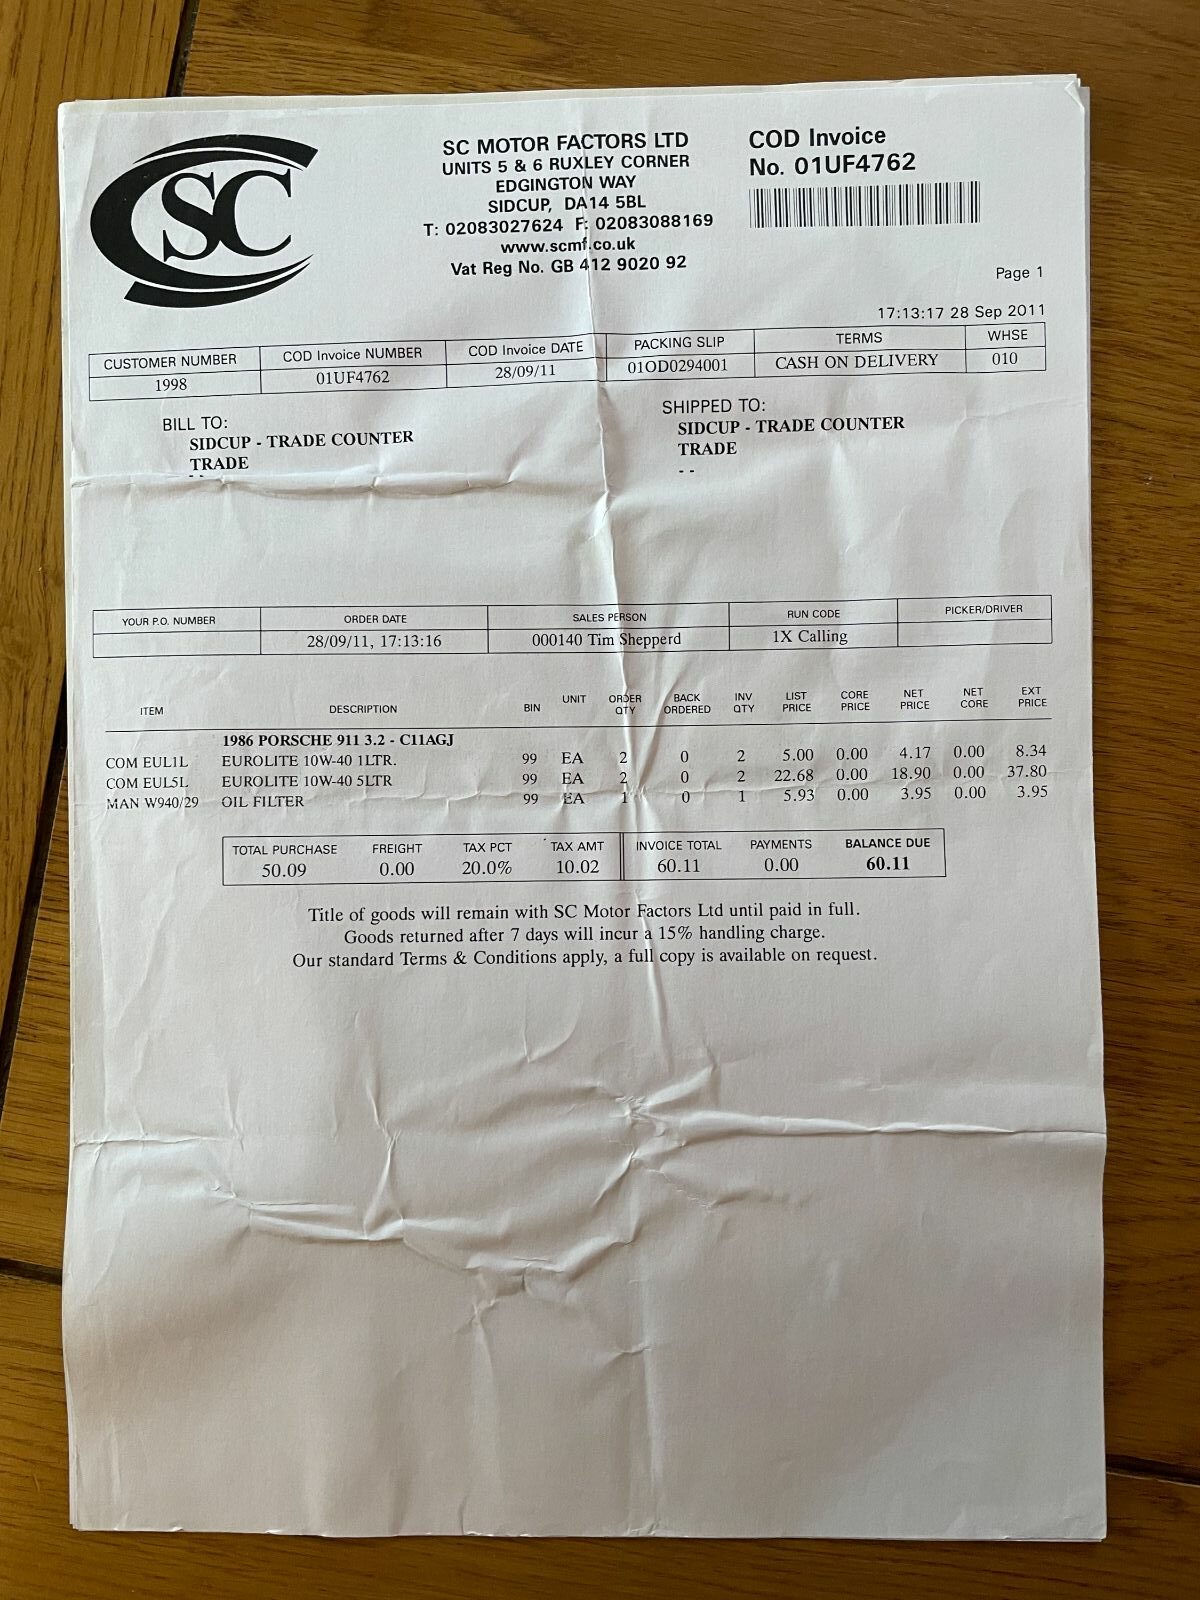 SC
SC MOTOR FACTORS LTD
UNITS 5 & 6 RUXLEY CORNER
EDGINGTON WAY
SIDCUP, DA14 5BL
T: 02083027624 F: 02083088169
www.scmf.co.uk
Vat Reg No. GB 412 9020 92
COD Invoice
No. 01UF4762
Page 1
17:13:17 28 Sep 2011
CUSTOMER NUMBER COD Invoice NUMBER COD Invoice DATE PACKING SLIP TERMS WHSE
1998 01UF4762 28/09/11 01OD0294001 CASH ON DELIVERY 010
BILL TO:
SIDCUP - TRADE COUNTER
TRADE
- -
SHIPPED TO:
SIDCUP - TRADE COUNTER
TRADE
- -
YOUR P.O. NUMBER ORDER DATE SALES PERSON RUN CODE PICKER/DRIVER
28/09/11, 17:13:16 000140 Tim Shepperd 1X Calling
ITEM DESCRIPTION BIN UNIT ORDER QTY BACK ORDERED INV QTY LIST PRICE CORE PRICE NET PRICE NET CORE EXT PRICE
1986 PORSCHE 911 3.2 - C11AGJ
COM EUL1L EUROLITE 10W-40 1LTR. 99 EA 2 0 2 5.00 0.00 4.17 0.00 8.34
COM EUL5L EUROLITE 10W-40 5LTR 99 EA 2 0 2 22.68 0.00 18.90 0.00 37.80
MAN W940/29 OIL FILTER 99 EA 1 0 1 5.93 0.00 3.95 0.00 3.95
TOTAL PURCHASE FREIGHT TAX PCT TAX AMT INVOICE TOTAL PAYMENTS BALANCE DUE
50.09 0.00 20.0% 10.02 60.11 0.00 60.11
Title of goods will remain with SC Motor Factors Ltd until paid in full.
Goods returned after 7 days will incur a 15% handling charge.
Our standard Terms & Conditions apply, a full copy is available on request.